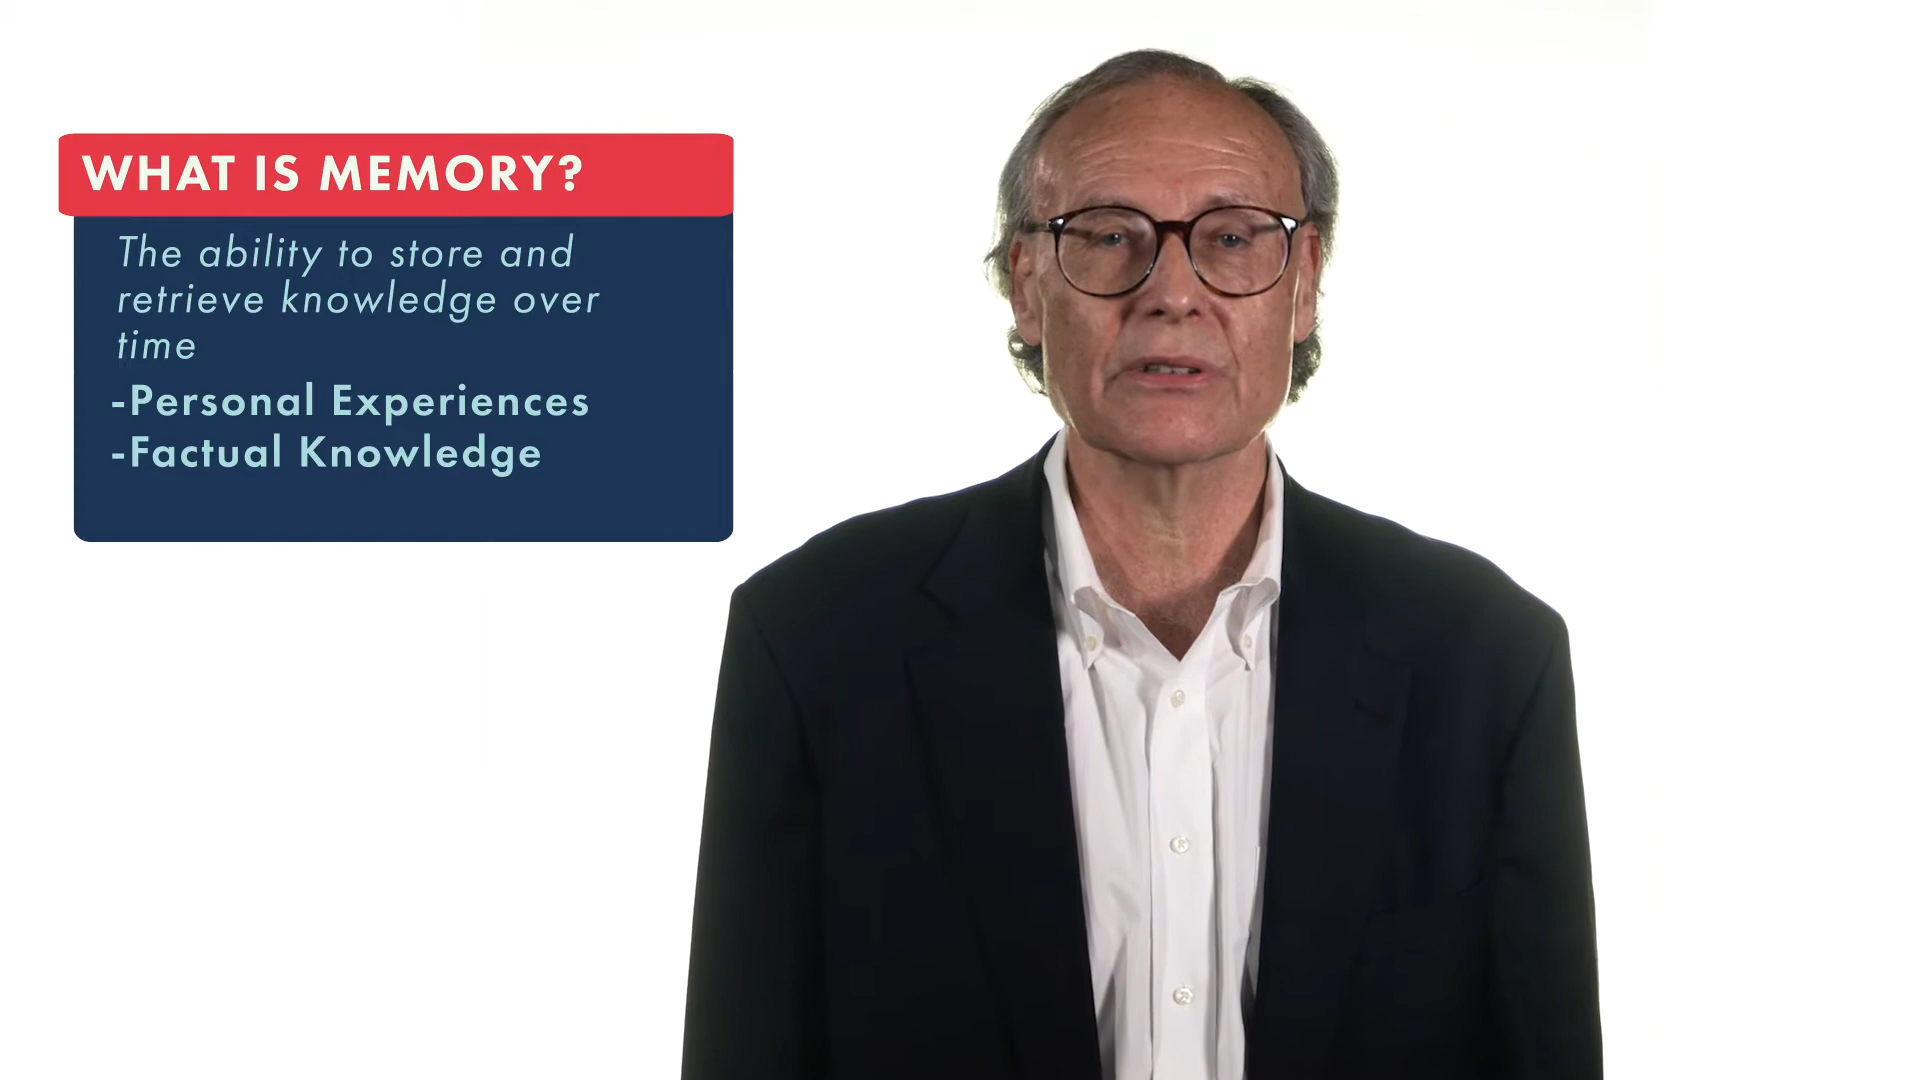 WHAT IS MEMORY?
The ability to store and
retrieve knowledge over
time
-Personal Experiences
-Factual Knowledge